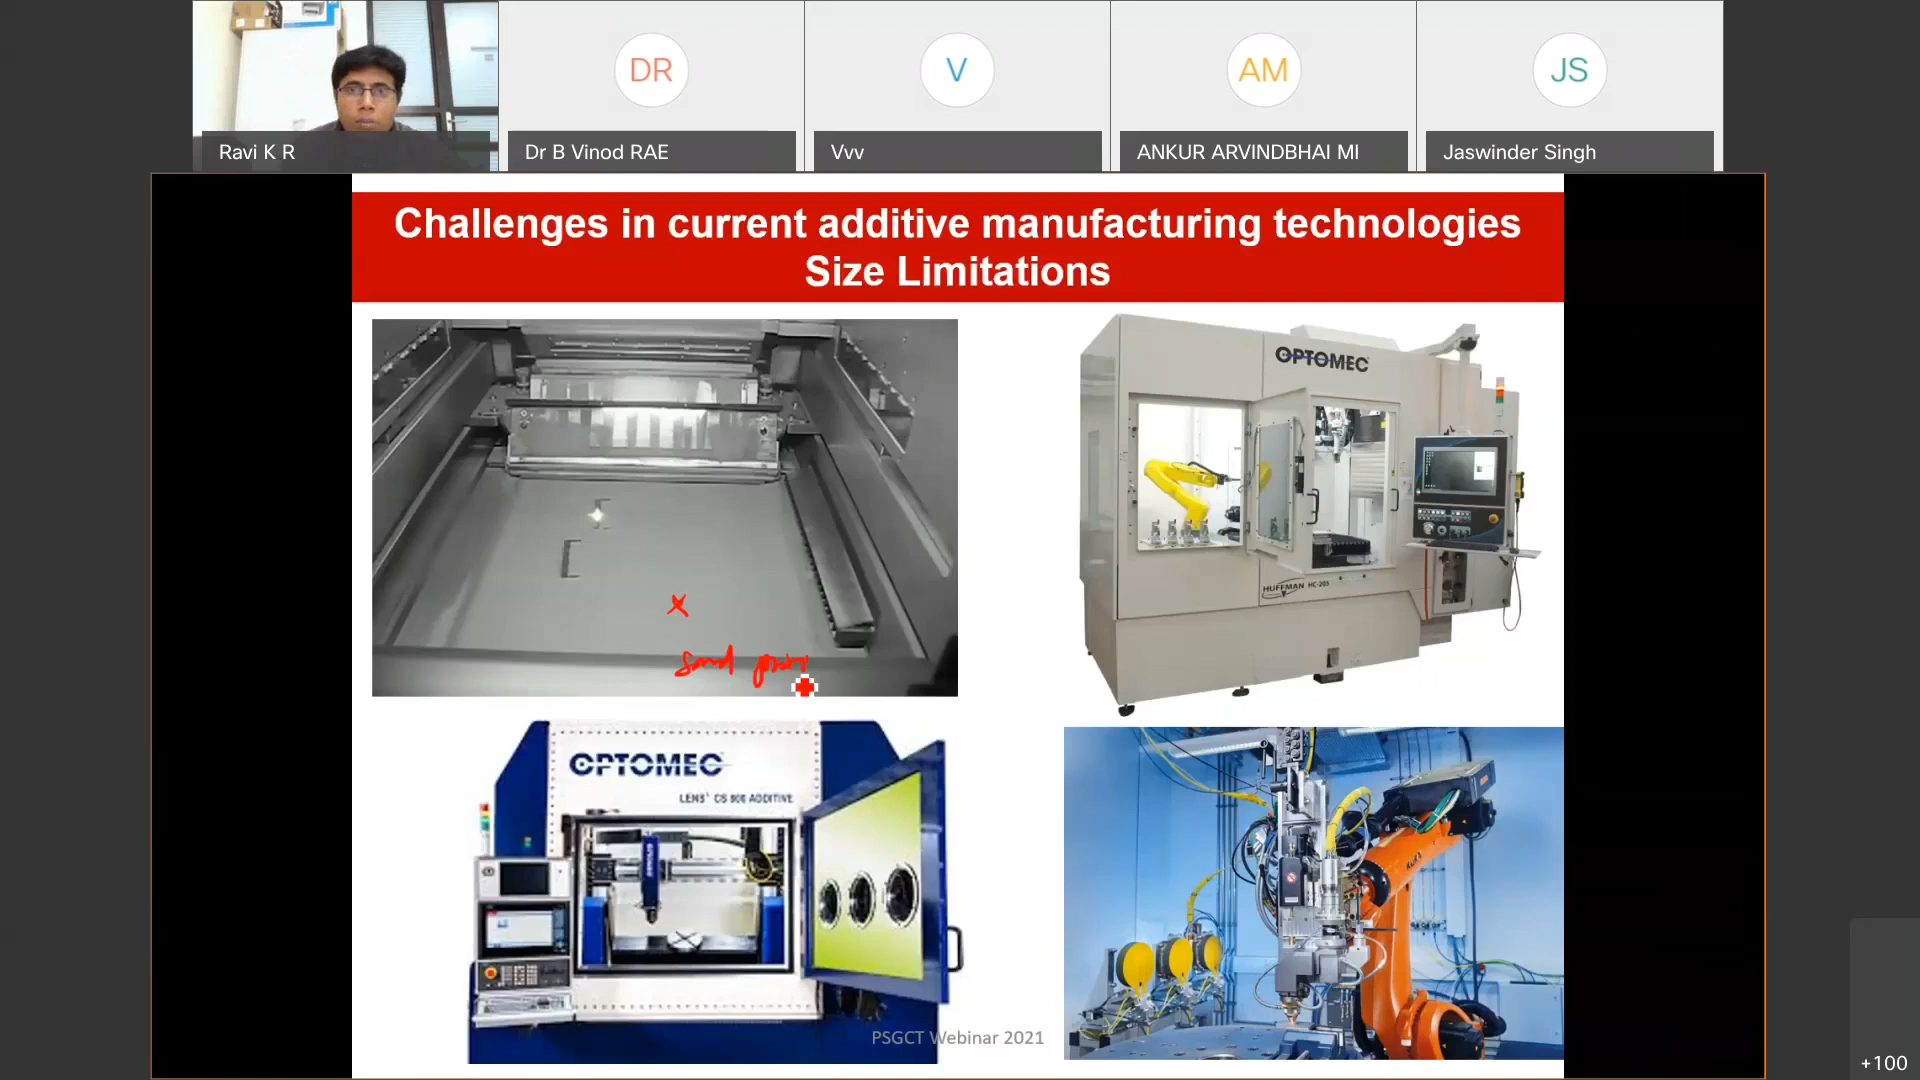 DR
V
AM
JS
Ravi K R
Dr B Vinod RAE
Vvv
ANKUR ARVINDBHAI MI
Jaswinder Singh
Challenges in current additive manufacturing technologies
Size Limitations
OPTOMEC
HUFFMAN HC-205
Sand
OPTOMEC
LENS CS 800 ADDITIVE
PSGCT Webinar 2021
+100